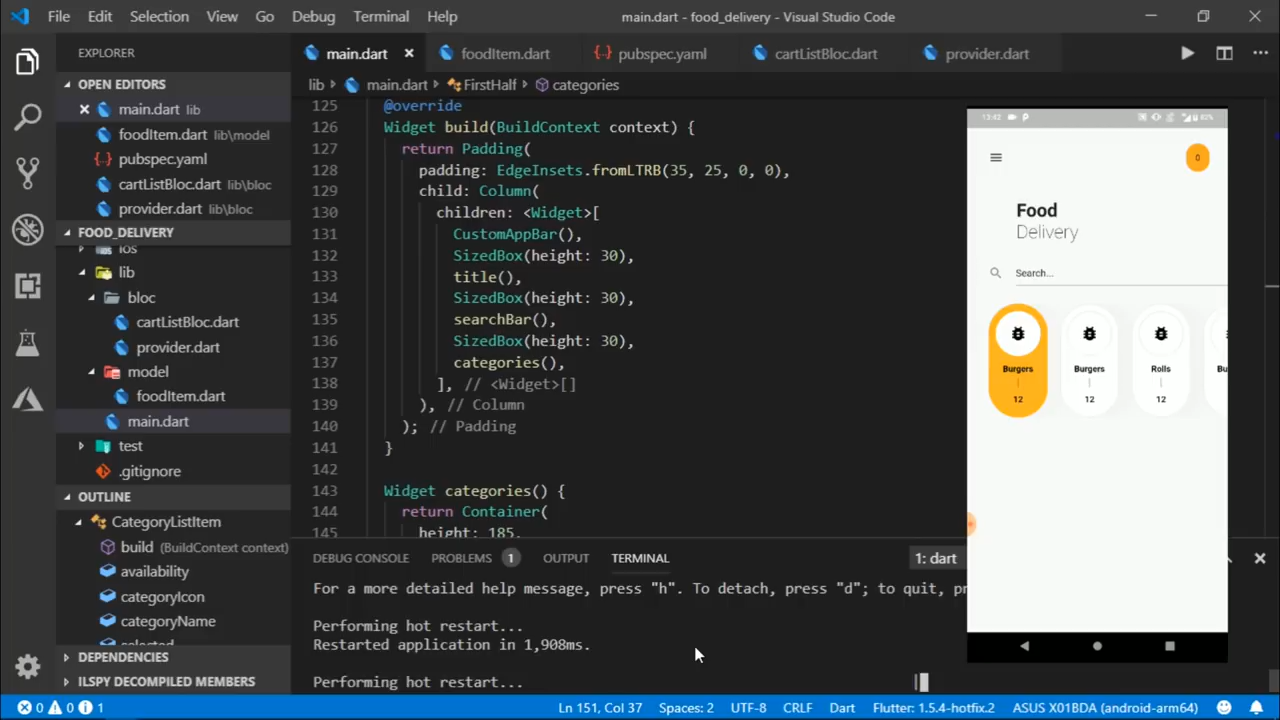 File Edit Selection View Go Debug Terminal Help
main.dart - food_delivery - Visual Studio Code
EXPLORER
OPEN EDITORS
main.dart lib
foodItem.dart lib\model
pubspec.yaml
cartListBloc.dart lib\bloc
provider.dart lib\bloc
FOOD_DELIVERY
ios
lib
bloc
cartListBloc.dart
provider.dart
model
foodItem.dart
main.dart
test
.gitignore
OUTLINE
CategoryListItem
build (BuildContext context)
availability
categoryIcon
categoryName
selected
DEPENDENCIES
ILSPY DECOMPILED MEMBERS
main.dart foodItem.dart pubspec.yaml cartListBloc.dart provider.dart
lib main.dart FirstHalf categories
125 @override
126 Widget build(BuildContext context) {
127 return Padding(
128 padding: EdgeInsets.fromLTRB(35, 25, 0, 0),
129 child: Column(
130 children: <Widget>[
131 CustomAppBar(),
132 SizedBox(height: 30),
133 title(),
134 SizedBox(height: 30),
135 searchBar(),
136 SizedBox(height: 30),
137 categories(),
138 ], // <Widget>[]
139 ), // Column
140 ); // Padding
141 }
142
143 Widget categories() {
144 return Container(
145 height: 185,
DEBUG CONSOLE PROBLEMS 1 OUTPUT TERMINAL 1: dart
For a more detailed help message, press "h". To detach, press "d"; to quit, pr
Performing hot restart...
Restarted application in 1,908ms.
Performing hot restart...
13:42 82%
0
Food
Delivery
Search...
Burgers Burgers Rolls Bu
12 12 12
0 0 1 Ln 151, Col 37 Spaces: 2 UTF-8 CRLF Dart Flutter: 1.5.4-hotfix.2 ASUS X01BDA (android-arm64)